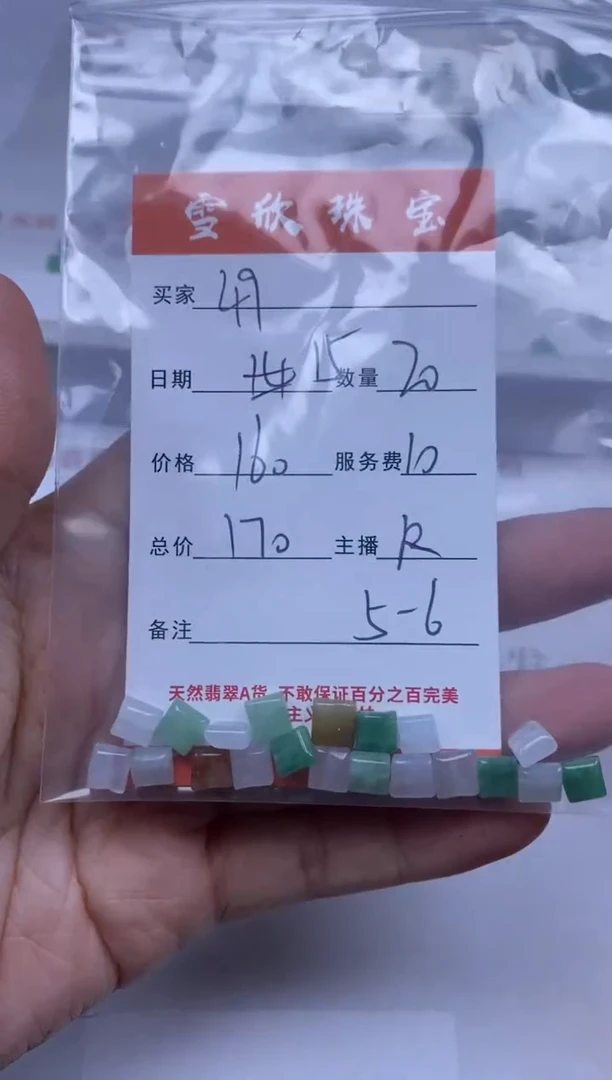 雪欣珠宝
买家 49
日期 15 数量 20
价格 160 服务费 10
总价 170 主播 R
备注 5-6
天然翡翠A货 不敢保证百分之百完美